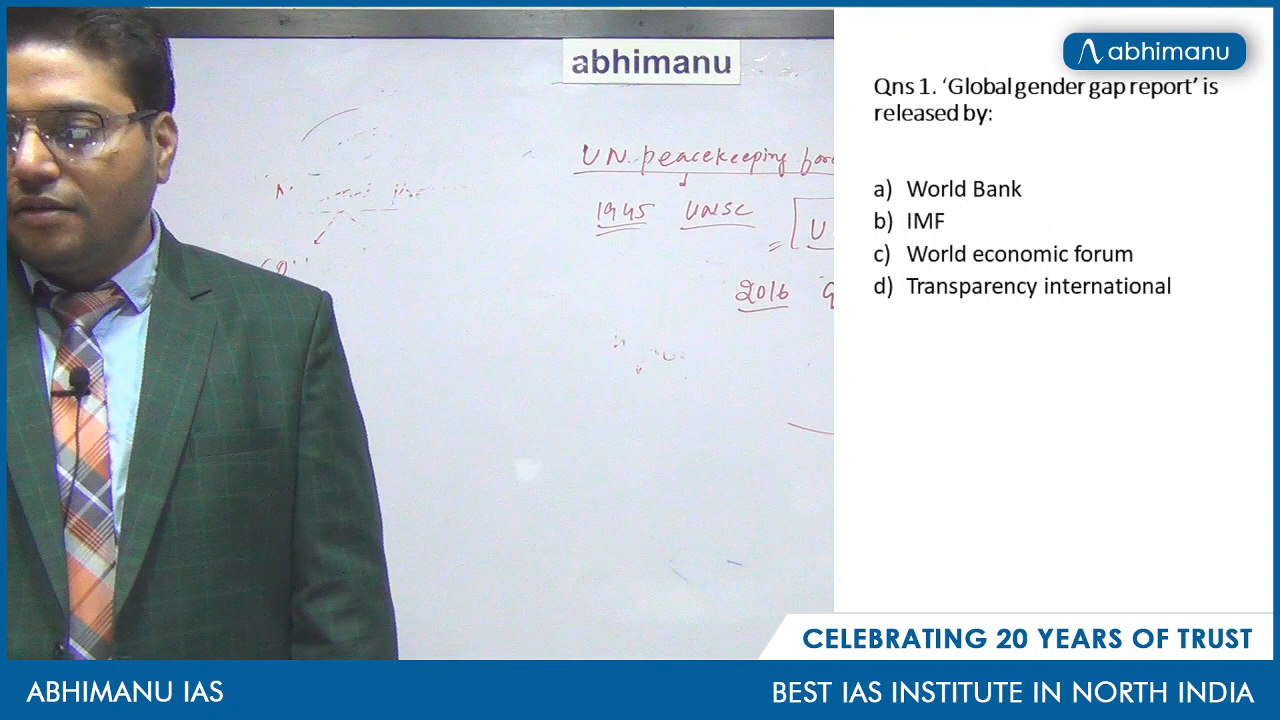 abhimanu
abhimanu
UN peacekeeping
1945 UNSC
= U
2016
Qns 1. ‘Global gender gap report’ is
released by:
a) World Bank
b) IMF
c) World economic forum
d) Transparency international
CELEBRATING 20 YEARS OF TRUST
ABHIMANU IAS
BEST IAS INSTITUTE IN NORTH INDIA